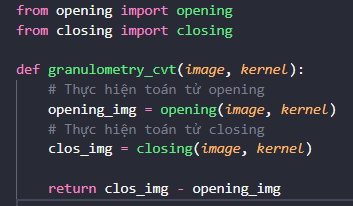 from opening import opening
from closing import closing
def granulometry_cvt(image, kernel):
# Thực hiện toán tử opening
opening_img = opening(image, kernel)
# Thực hiện toán tử closing
clos_img = closing(image, kernel)
return clos_img - opening_img